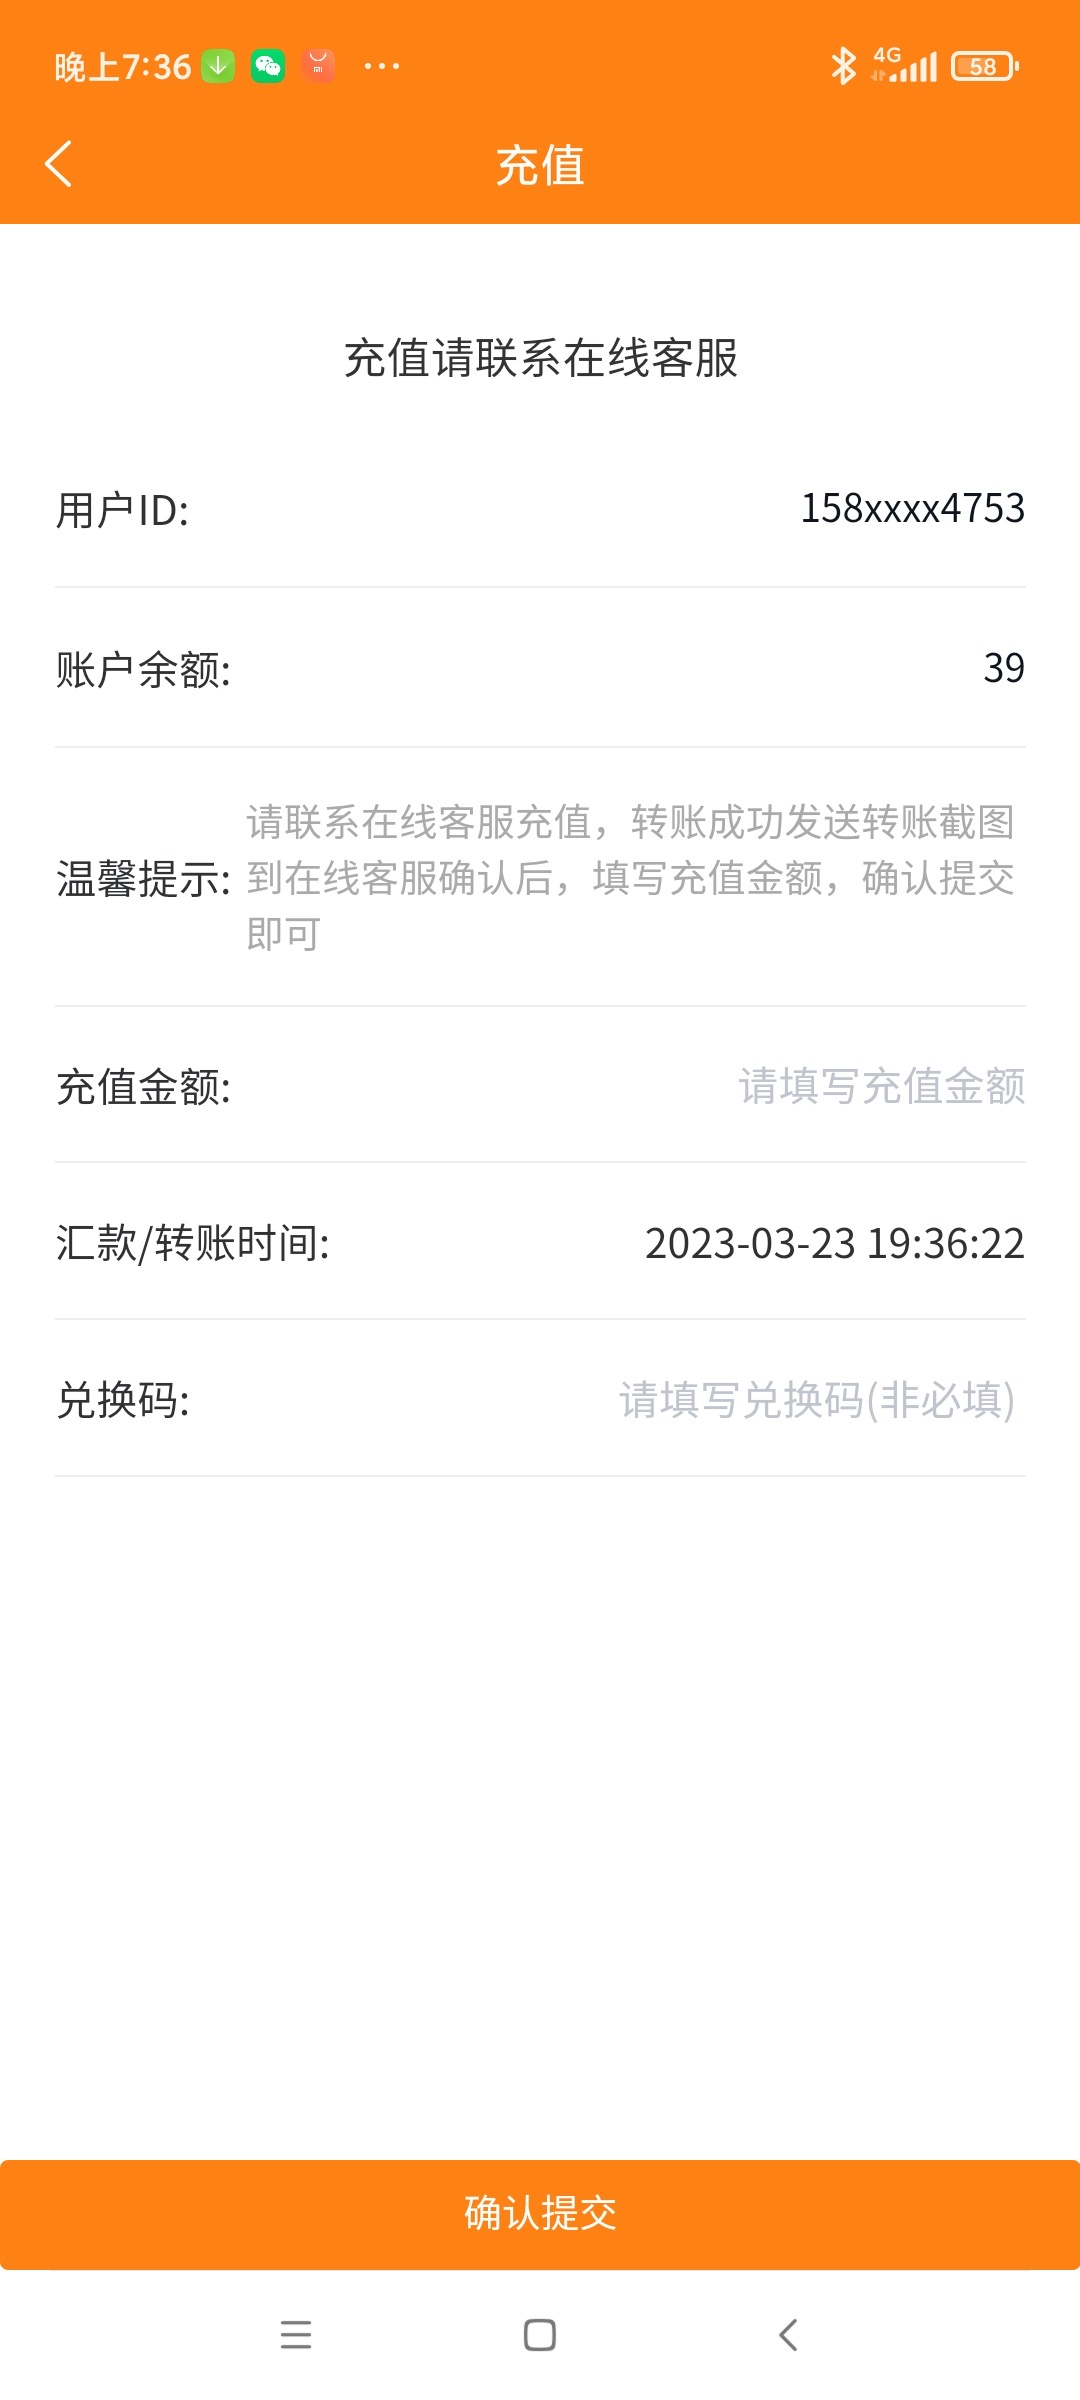 晚上7:36
4G
58
充值
充值请联系在线客服
用户ID: 158xxxx4753
账户余额: 39
温馨提示: 请联系在线客服充值，转账成功发送转账截图
到在线客服确认后，填写充值金额，确认提交
即可
充值金额: 请填写充值金额
汇款/转账时间: 2023-03-23 19:36:22
兑换码: 请填写兑换码(非必填)
确认提交